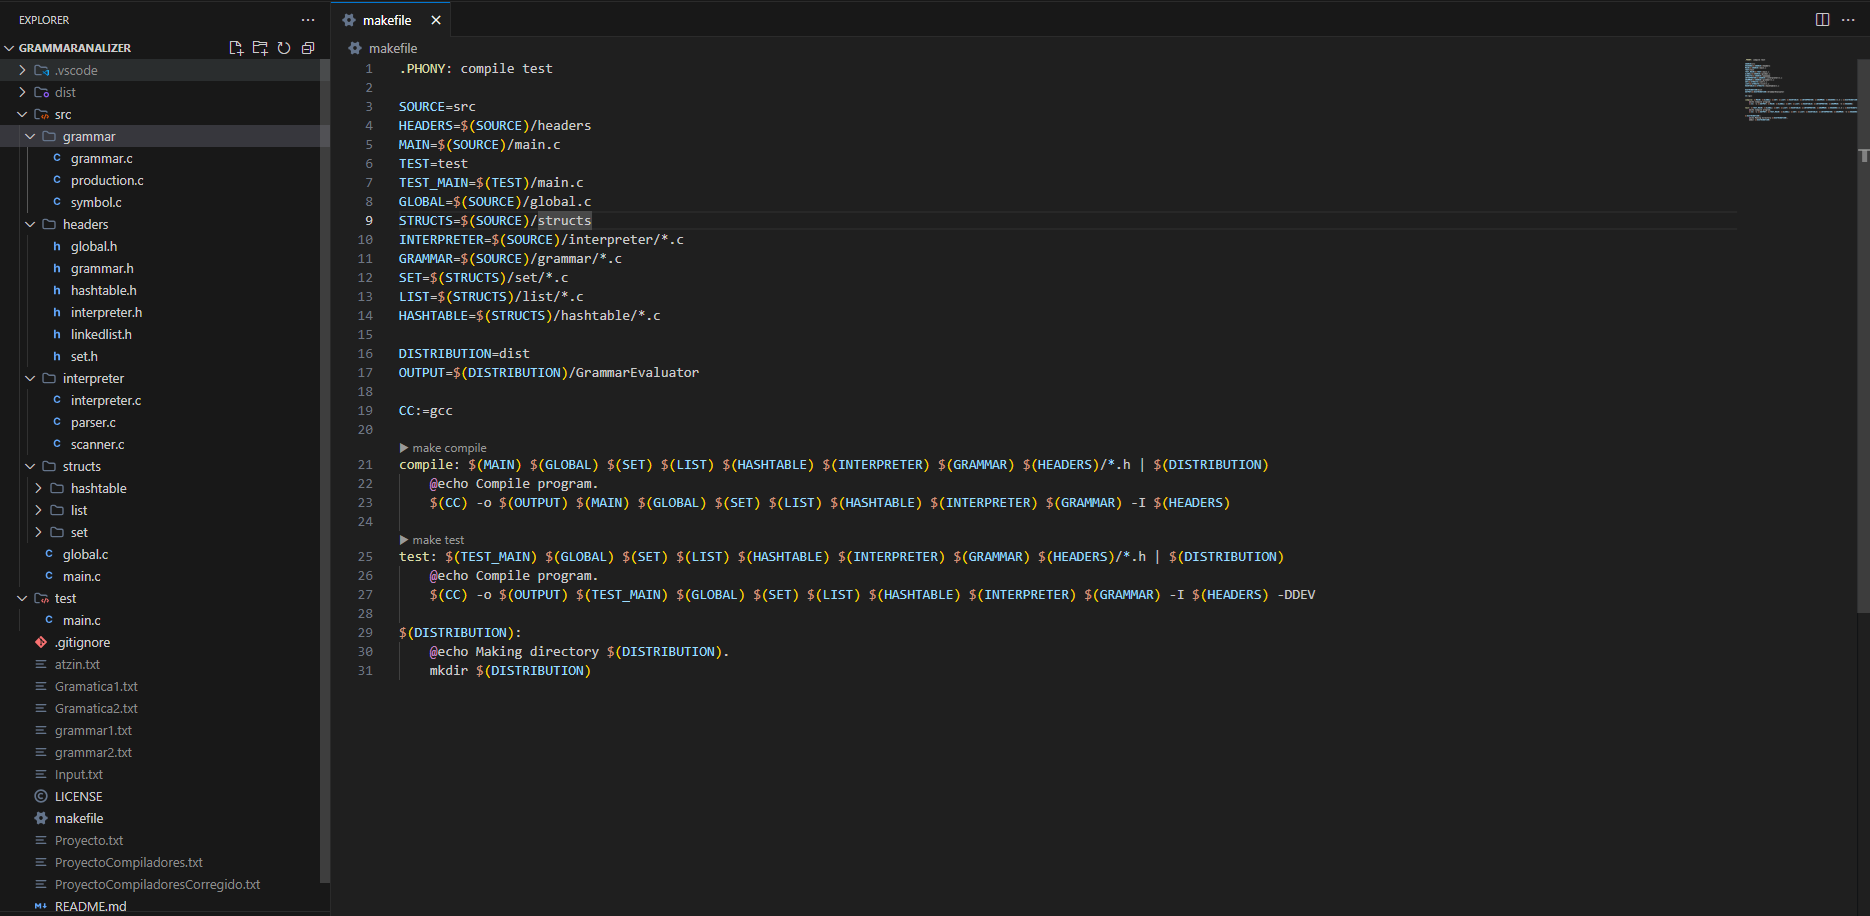 EXPLORER
GRAMMARANALIZER
.vscode
dist
src
grammar
C grammar.c
C production.c
C symbol.c
headers
h global.h
h grammar.h
h hashtable.h
h interpreter.h
h linkedlist.h
h set.h
interpreter
C interpreter.c
C parser.c
C scanner.c
structs
hashtable
list
set
C global.c
C main.c
test
C main.c
.gitignore
atzin.txt
Gramatica1.txt
Gramatica2.txt
grammar1.txt
grammar2.txt
Input.txt
LICENSE
makefile
Proyecto.txt
ProyectoCompiladores.txt
ProyectoCompiladoresCorregido.txt
README.md
makefile
makefile
1 .PHONY: compile test
2
3 SOURCE=src
4 HEADERS=$(SOURCE)/headers
5 MAIN=$(SOURCE)/main.c
6 TEST=test
7 TEST_MAIN=$(TEST)/main.c
8 GLOBAL=$(SOURCE)/global.c
9 STRUCTS=$(SOURCE)/structs
10 INTERPRETER=$(SOURCE)/interpreter/*.c
11 GRAMMAR=$(SOURCE)/grammar/*.c
12 SET=$(STRUCTS)/set/*.c
13 LIST=$(STRUCTS)/list/*.c
14 HASHTABLE=$(STRUCTS)/hashtable/*.c
15
16 DISTRIBUTION=dist
17 OUTPUT=$(DISTRIBUTION)/GrammarEvaluator
18
19 CC:=gcc
20
make compile
21 compile: $(MAIN) $(GLOBAL) $(SET) $(LIST) $(HASHTABLE) $(INTERPRETER) $(GRAMMAR) $(HEADERS)/*.h | $(DISTRIBUTION)
22 @echo Compile program.
23 $(CC) -o $(OUTPUT) $(MAIN) $(GLOBAL) $(SET) $(LIST) $(HASHTABLE) $(INTERPRETER) $(GRAMMAR) -I $(HEADERS)
24
make test
25 test: $(TEST_MAIN) $(GLOBAL) $(SET) $(LIST) $(HASHTABLE) $(INTERPRETER) $(GRAMMAR) $(HEADERS)/*.h | $(DISTRIBUTION)
26 @echo Compile program.
27 $(CC) -o $(OUTPUT) $(TEST_MAIN) $(GLOBAL) $(SET) $(LIST) $(HASHTABLE) $(INTERPRETER) $(GRAMMAR) -I $(HEADERS) -DDEV
28
29 $(DISTRIBUTION):
30 @echo Making directory $(DISTRIBUTION).
31 mkdir $(DISTRIBUTION)